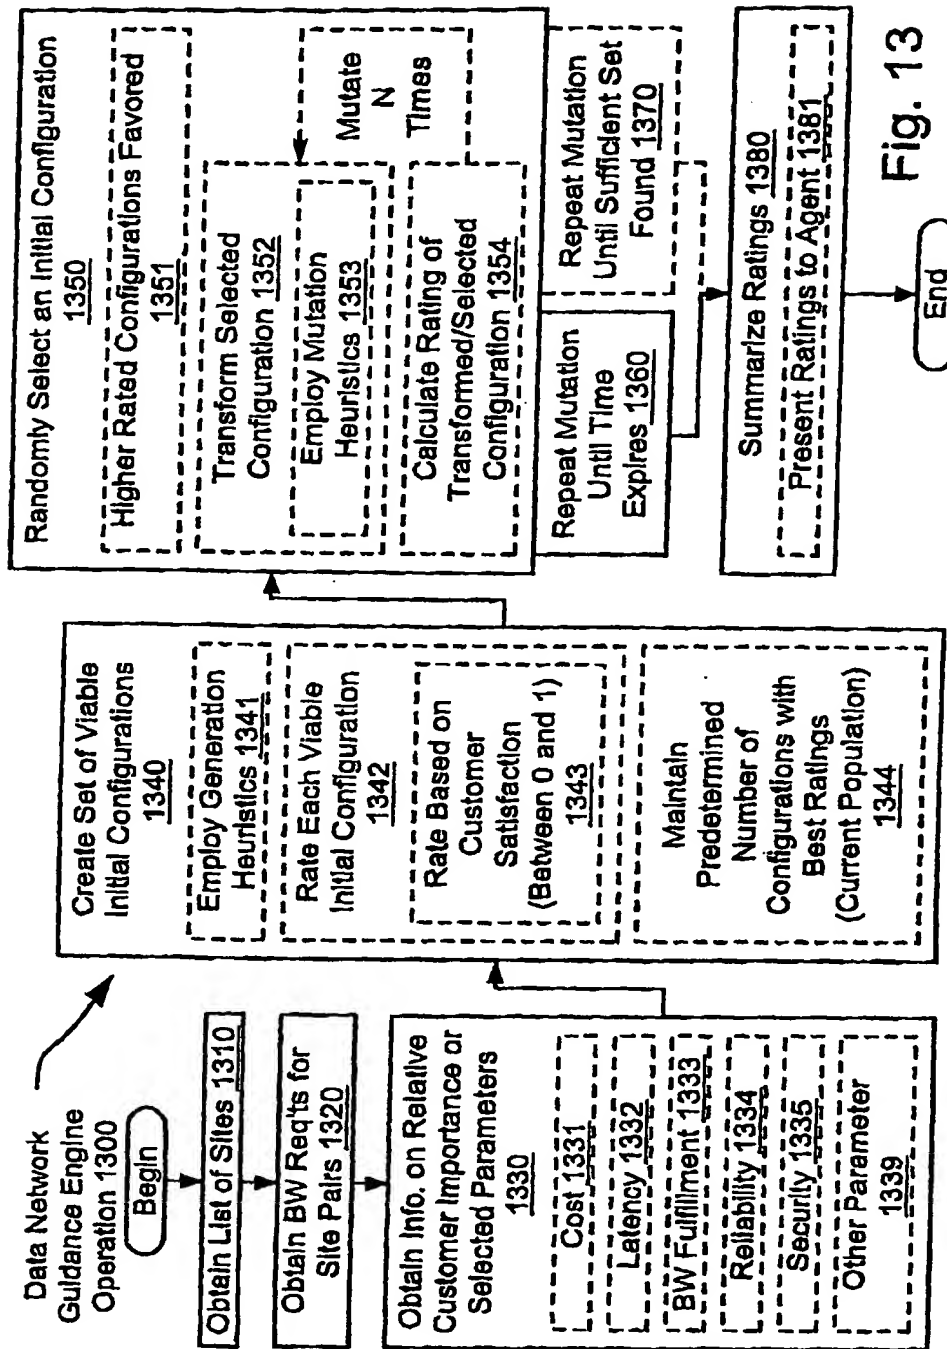 Data Network
Guidance Engine
Operation 1300
Begin
Obtain List of Sites 1310
Obtain BW Req'ts for
Site Pairs 1320
Obtain Info. on Relative
Customer Importance or
Selected Parameters
1330
Cost 1331
Latency 1332
BW Fulfillment 1333
Reliability 1334
Security 1335
Other Parameter
1339
Create Set of Viable
Initial Configurations
1340
Employ Generation
Heuristics 1341
Rate Each Viable
Initial Configuration
1342
Rate Based on
Customer
Satisfaction
(Between 0 and 1)
1343
Maintain
Predetermined
Number of
Configurations with
Best Ratings
(Current Population)
1344
Randomly Select an Initial Configuration
1350
Higher Rated Configurations Favored
1351
Transform Selected
Configuration 1352
Employ Mutation
Heuristics 1353
Calculate Rating of
Transformed/Selected
Configuration 1354
Mutate
N
Times
Repeat Mutation
Until Time
Expires 1360
Repeat Mutation
Until Sufficient Set
Found 1370
Summarize Ratings 1380
Present Ratings to Agent 1381
End
Fig. 13